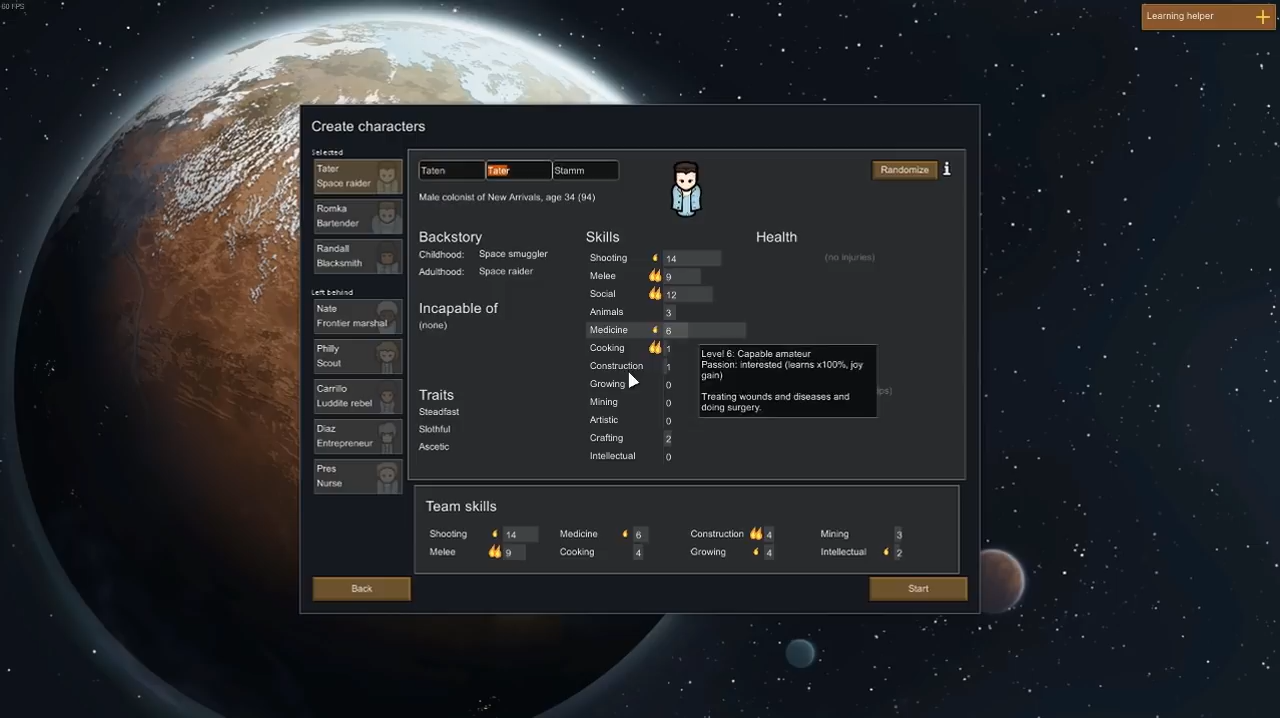 60 FPS
Learning helper
Create characters
Selected
Tater
Space raider
Romka
Bartender
Randall
Blacksmith
Left behind
Nate
Frontier marshal
Philly
Scout
Carrillo
Luddite rebel
Diaz
Entrepreneur
Pres
Nurse
Taten Tater Stamm
Randomize
Male colonist of New Arrivals, age 34 (94)
Backstory
Childhood: Space smuggler
Adulthood: Space raider
Incapable of
(none)
Traits
Steadfast
Slothful
Ascetic
Skills
Shooting 14
Melee 9
Social 12
Animals 3
Medicine 6
Cooking 1
Construction 1
Growing 0
Mining 0
Artistic 0
Crafting 2
Intellectual 0
Health
(no injuries)
Level 6: Capable amateur
Passion: interested (learns x100%, joy
gain)
Treating wounds and diseases and
doing surgery.
Team skills
Shooting 14 Medicine 6 Construction 4 Mining 3
Melee 9 Cooking 4 Growing 4 Intellectual 2
Back
Start